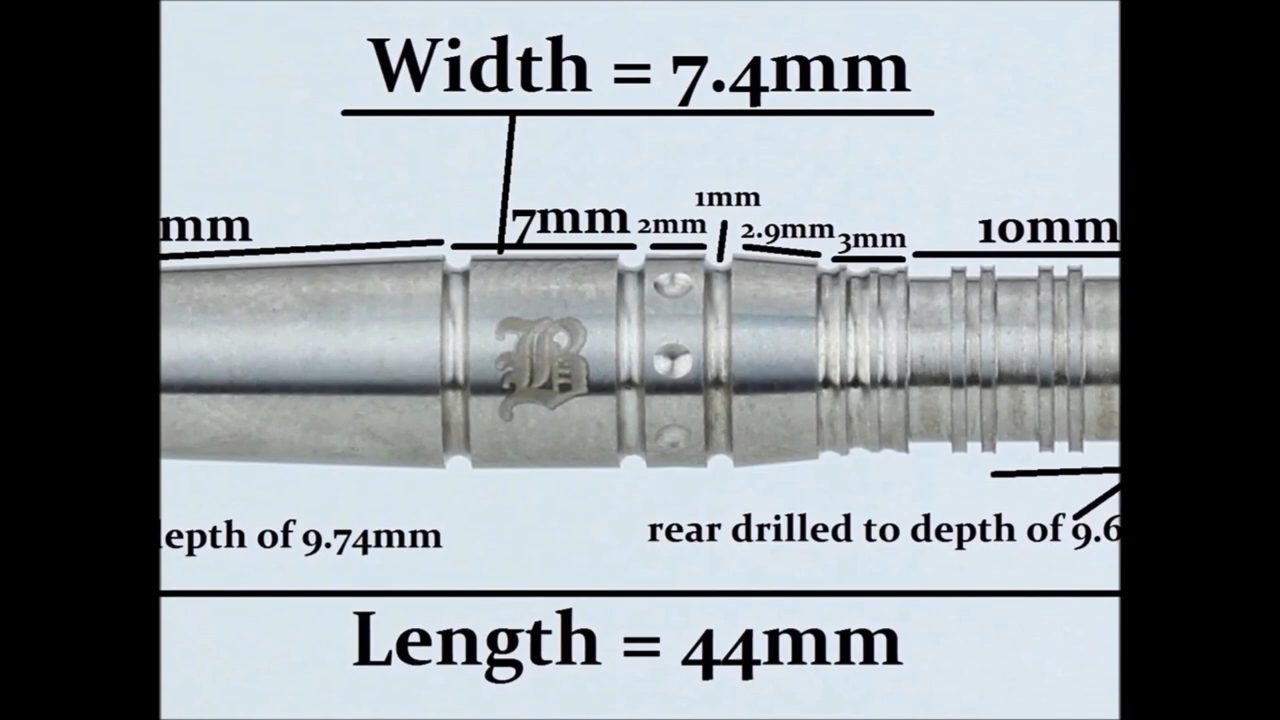 Width = 7.4mm
1mm
mm
7mm
2mm
2.9mm
3mm
10mm
depth of 9.74mm
rear drilled to depth of 9.6
Length = 44mm